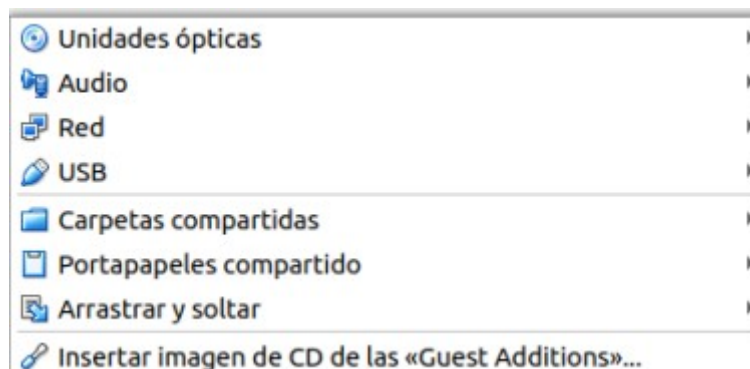 Unidades ópticas
Audio
Red
USB
Carpetas compartidas
Portapapeles compartido
Arrastrar y soltar
Insertar imagen de CD de las «Guest Additions»...